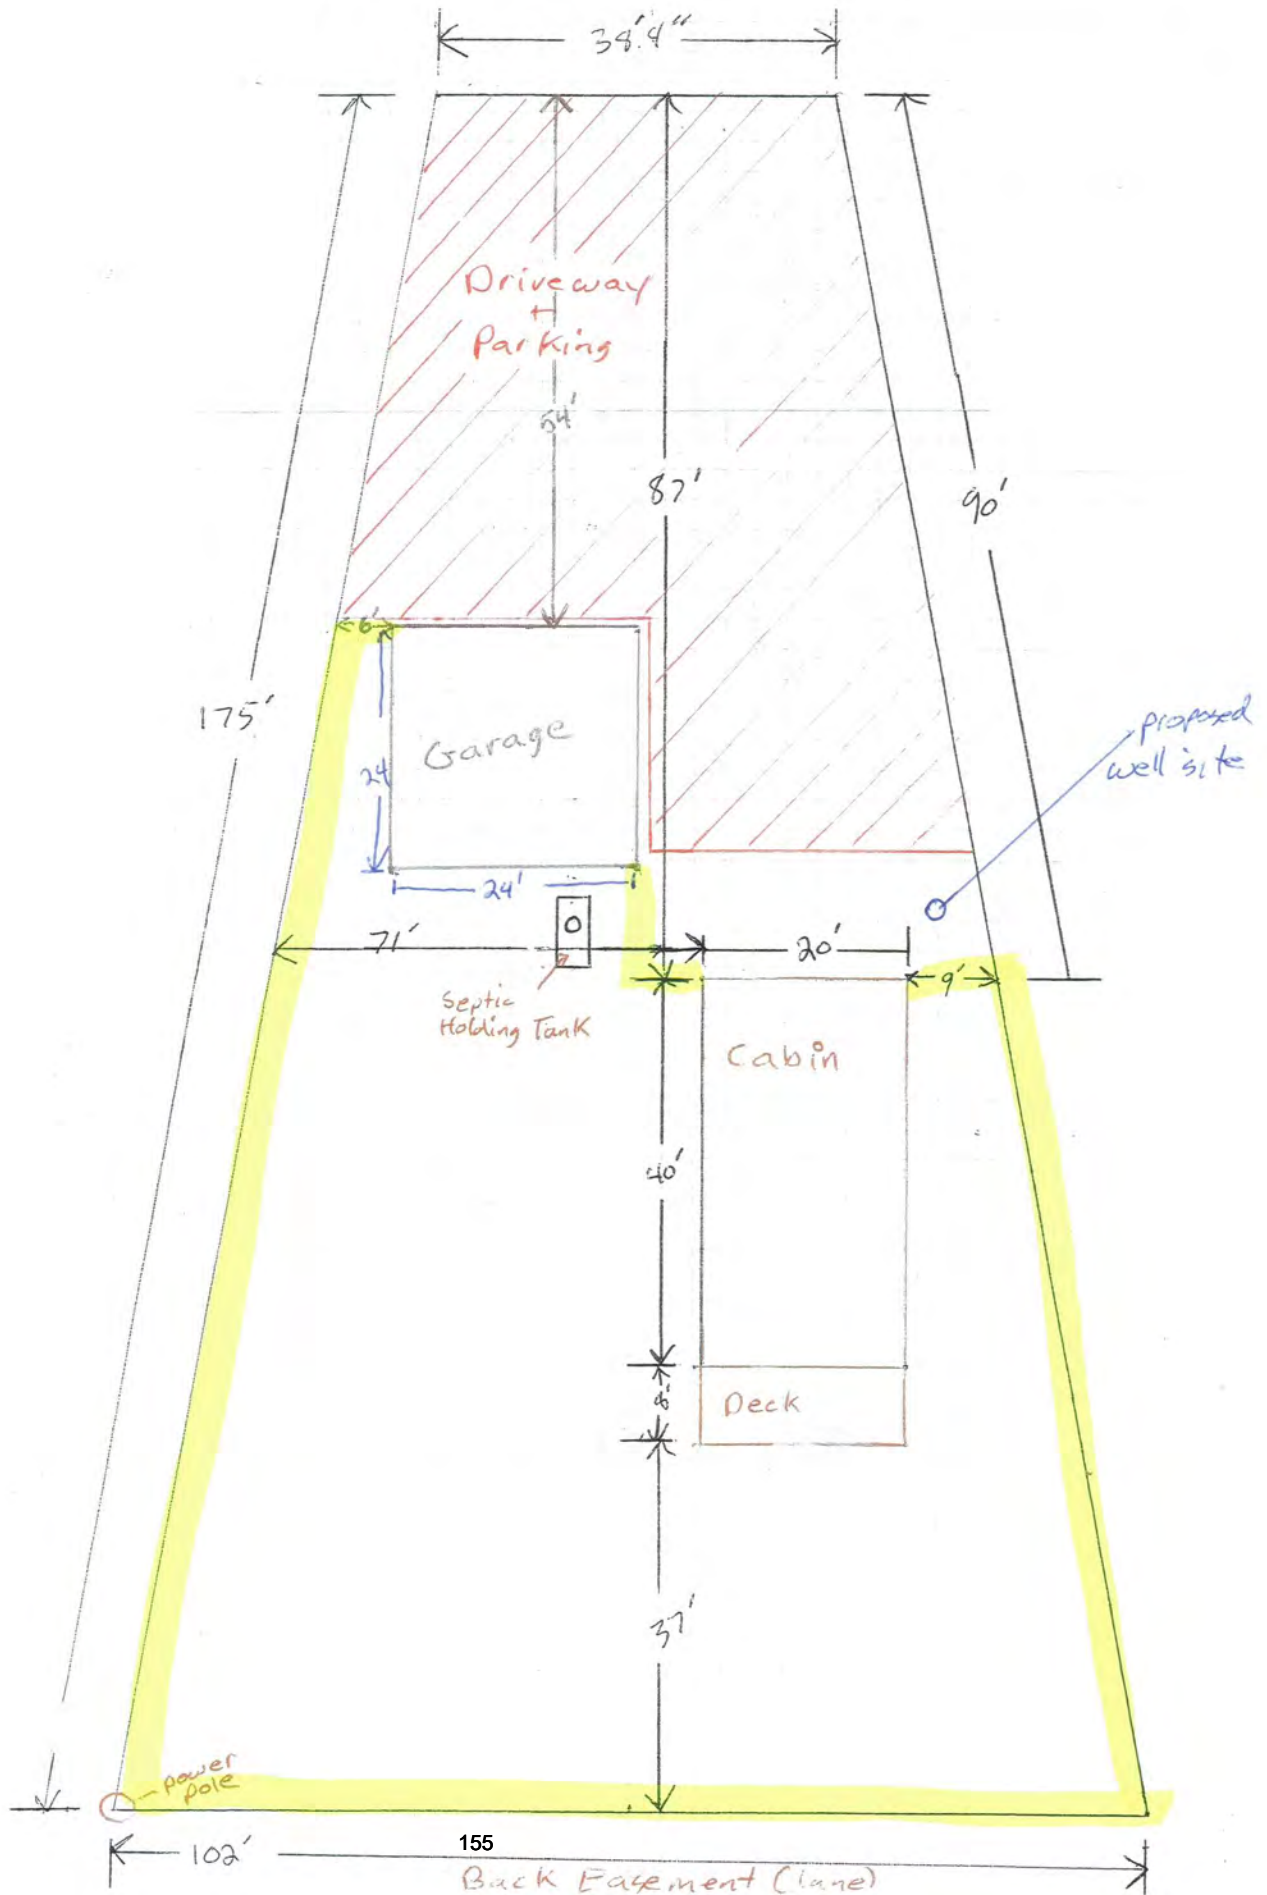 38'4"
Driveway
+
Parking
54'
87'
90'
6'
175'
Garage
24
24'
proposed
well site
71'
20'
9'
Septic
Holding Tank
Cabin
40'
8'
Deck
37'
power
pole
102'
155
Back Easement (lane)